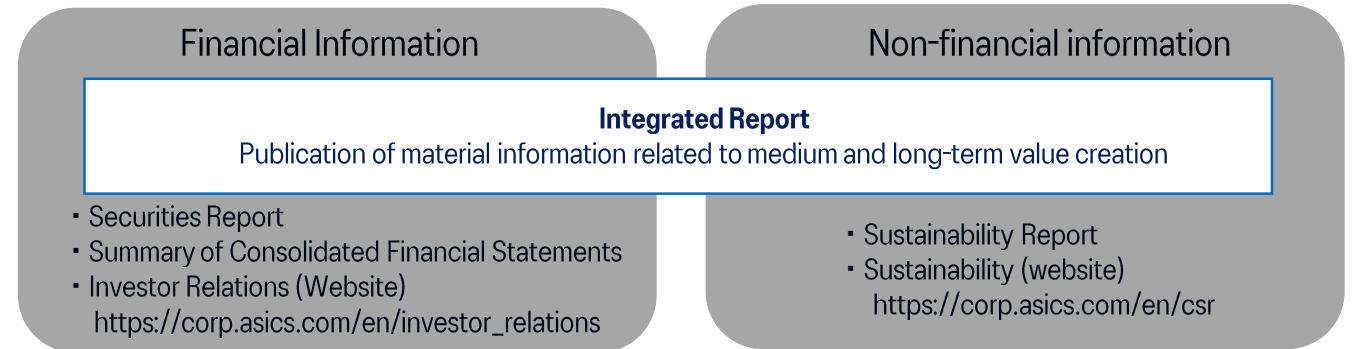 Financial Information
Non-financial information
Integrated Report
Publication of material information related to medium and long-term value creation
・Securities Report
・Summary of Consolidated Financial Statements
・Investor Relations (Website)
https://corp.asics.com/en/investor_relations
・Sustainability Report
・Sustainability (website)
https://corp.asics.com/en/csr